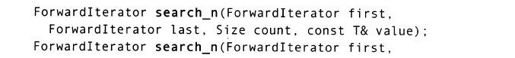 ForwardIterator search_n(ForwardIterator first,
ForwardIterator last, Size count, const T& value);
ForwardIterator search_n(ForwardIterator first,